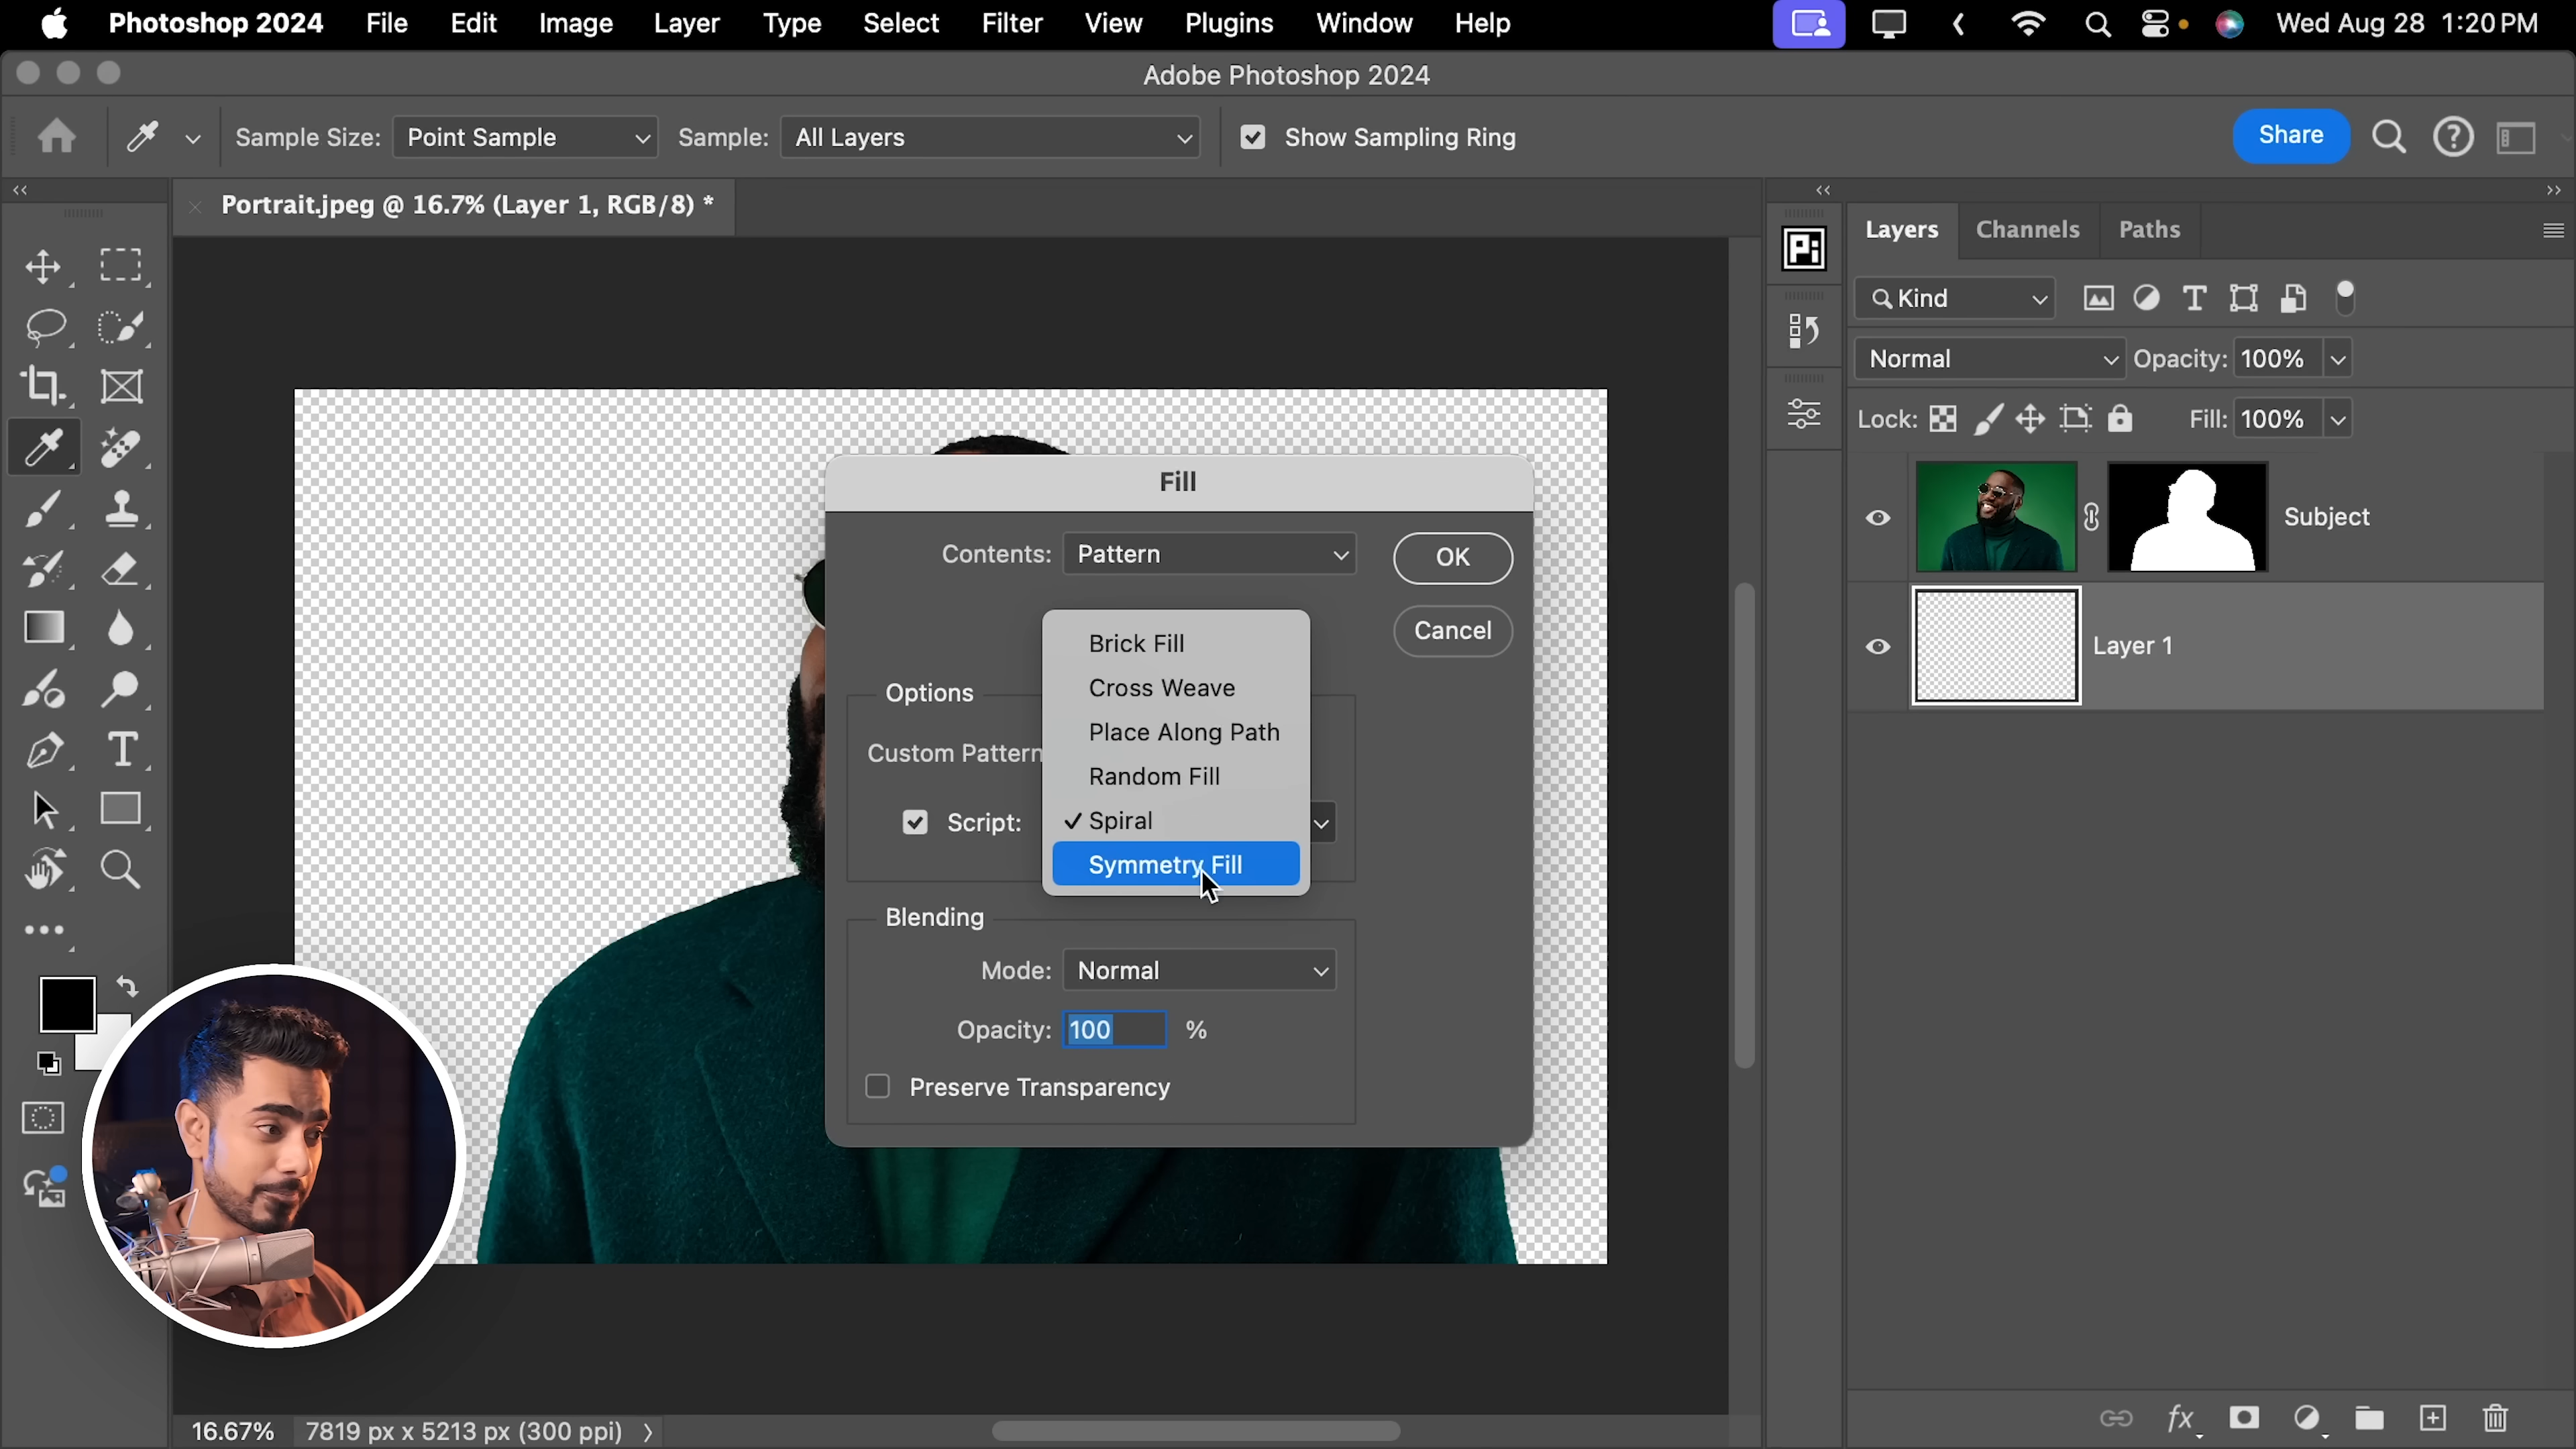 Photoshop 2024 File Edit Image Layer Type Select Filter View Plugins Window Help Wed Aug 28 1:20 PM
Adobe Photoshop 2024
Sample Size: Point Sample Sample: All Layers Show Sampling Ring Share
Portrait.jpeg @ 16.7% (Layer 1, RGB/8) *
Layers Channels Paths
Kind
Normal Opacity: 100%
Lock: Fill: 100%
Subject
Layer 1
Fill
Contents: Pattern
OK
Cancel
Options
Custom Pattern
Script:
Brick Fill
Cross Weave
Place Along Path
Random Fill
Spiral
Symmetry Fill
Blending
Mode: Normal
Opacity: 100 %
Preserve Transparency
16.67% 7819 px x 5213 px (300 ppi)
fx
Pi